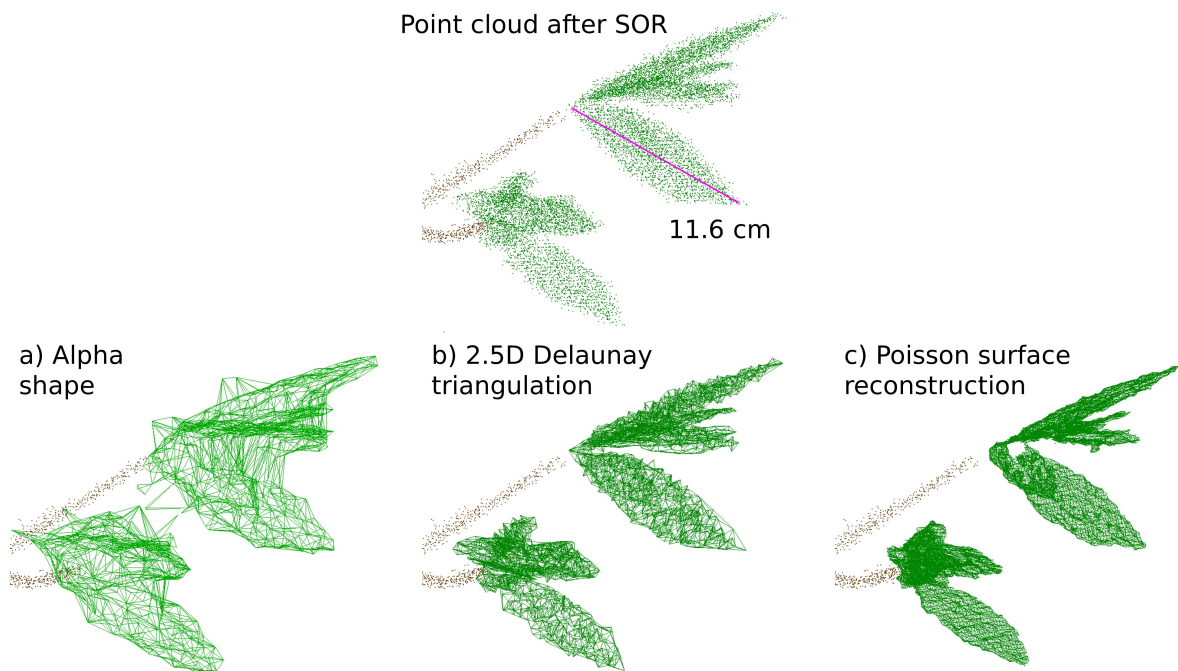 Point cloud after SOR
11.6 cm
a) Alpha
shape
b) 2.5D Delaunay
triangulation
c) Poisson surface
reconstruction